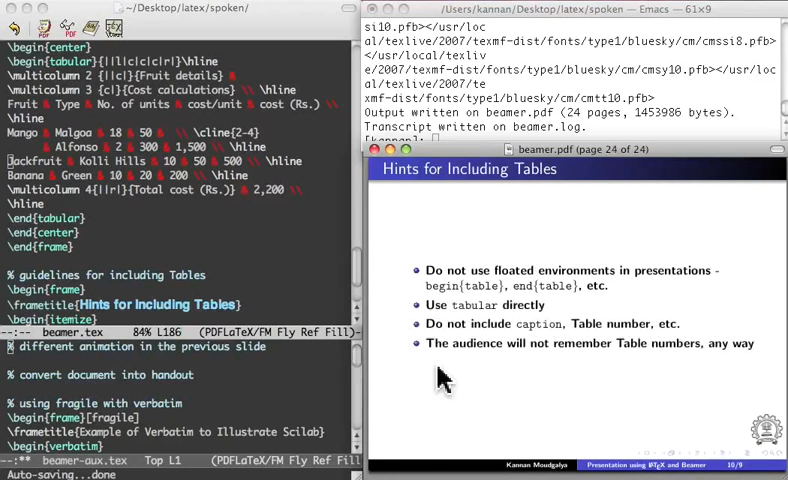 ~/Desktop/latex/spoken/
\begin{center}
\begin{tabular}{||l|c|c|c|r|} \hline
\multicolumn 2 {||c|}{Fruit details} &
\multicolumn 3 {c|}{Cost calculations} \\ \hline
Fruit & Type & No. of units & cost/unit & cost (Rs.) \\
\hline
Mango & Malgoa & 18 & 50 & \\ \cline{2-4}
& Alfonso & 2 & 300 & 1,500 \\ \hline
Jackfruit & Kolli Hills & 10 & 50 & 500 \\ \hline
Banana & Green & 10 & 20 & 200 \\ \hline
\multicolumn 4{||r|}{Total cost (Rs.)} & 2,200 \\
\hline
\end{tabular}
\end{center}
\end{frame}
% guidelines for including Tables
\begin{frame}
\frametitle{Hints for Including Tables}
\begin{itemize}
--:-- beamer.tex 84% L186 (PDFLaTeX/FM Fly Ref Fill)
% different animation in the previous slide
% convert document into handout
% using fragile with verbatim
\begin{frame}[fragile]
\frametitle{Example of Verbatim to Illustrate Scilab}
\begin{verbatim}
--:** beamer-aux.tex Top L1 (PDFLaTeX/FM Fly Ref Fill
Auto-saving...done
/Users/kannan/Desktop/latex/spoken — Emacs — 61×9
si10.pfb></usr/loc
al/texlive/2007/texmf-dist/fonts/type1/bluesky/cm/cmssi8.pfb>
</usr/local/texliv
e/2007/texmf-dist/fonts/type1/bluesky/cm/cmsy10.pfb></usr/loc
al/texlive/2007/te
xmf-dist/fonts/type1/bluesky/cm/cmtt10.pfb>
Output written on beamer.pdf (24 pages, 1453986 bytes).
Transcript written on beamer.log.
[kannan]:
beamer.pdf (page 24 of 24)
Hints for Including Tables
Do not use floated environments in presentations -
begin{table}, end{table}, etc.
Use tabular directly
Do not include caption, Table number, etc.
The audience will not remember Table numbers, any way
Kannan Moudgalya Presentation using LATEX and Beamer 10/9